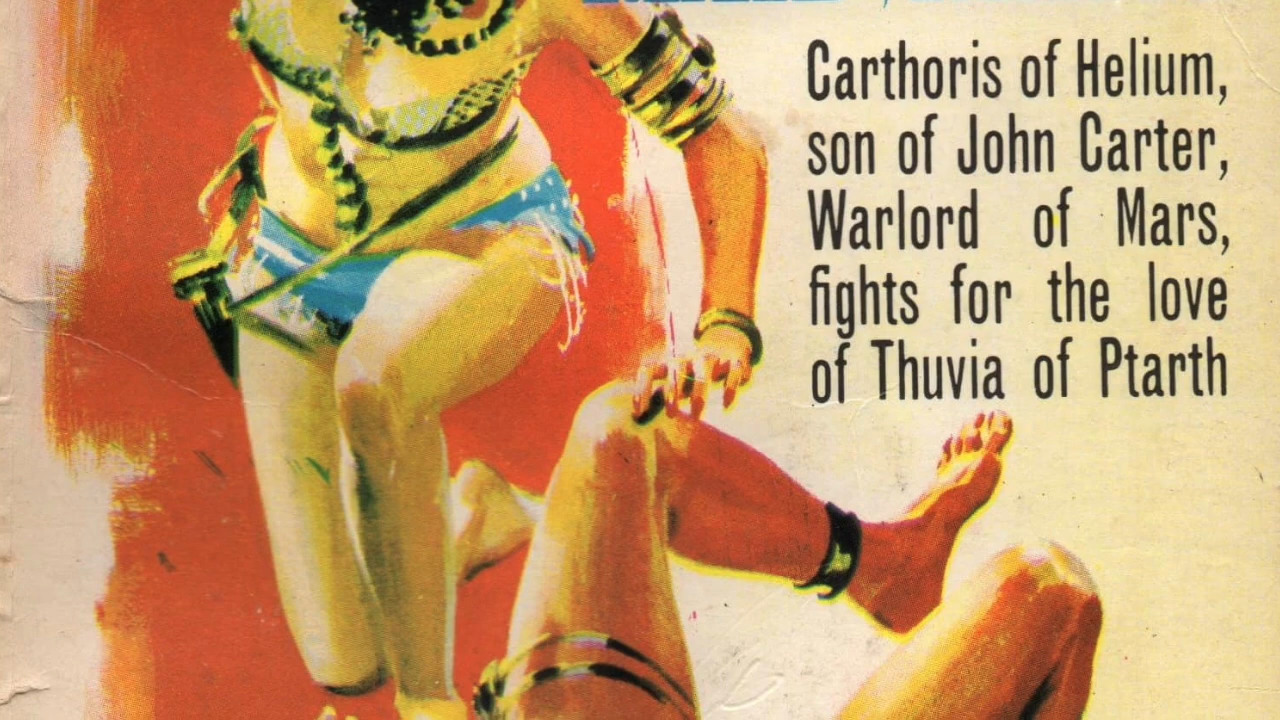 Carthoris of Helium,
son of John Carter,
Warlord of Mars,
fights for the love
of Thuvia of Ptarth